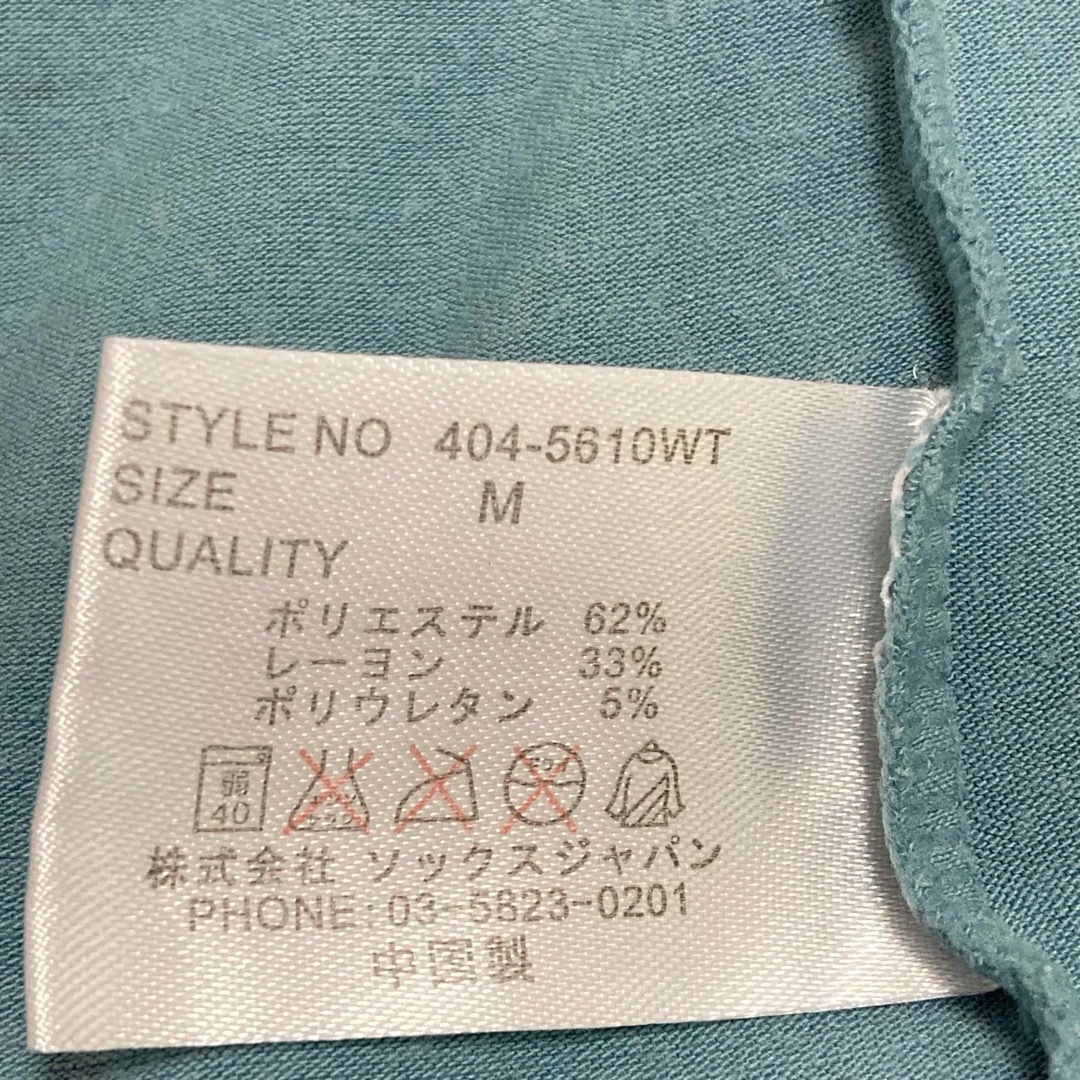 STYLE NO 404-5610WT
SIZE M
QUALITY
ポリエステル 62%
レーヨン 33%
ポリウレタン 5%
弱
40
株式会社 ソックスジャパン
PHONE: 03-5823-0201
中国製